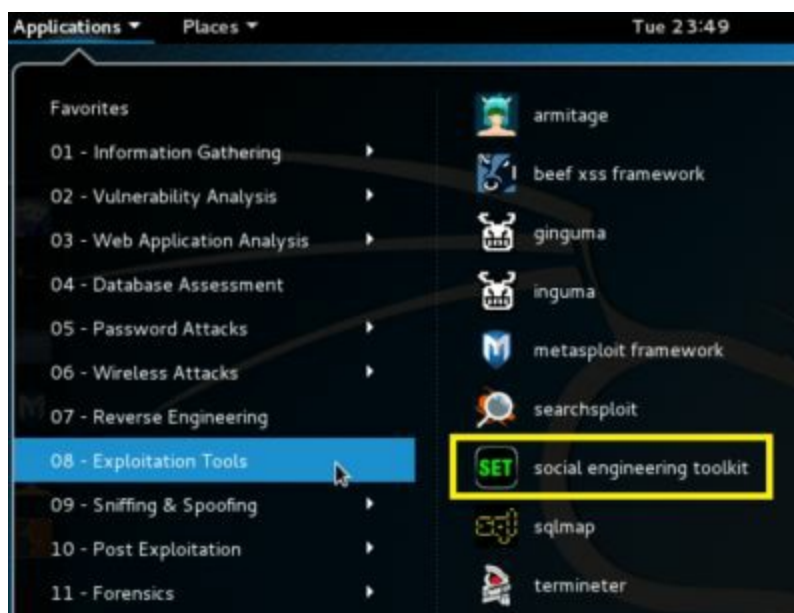 Applications Places Tue 23:49
Favorites
01 - Information Gathering
02 - Vulnerability Analysis
03 - Web Application Analysis
04 - Database Assessment
05 - Password Attacks
06 - Wireless Attacks
07 - Reverse Engineering
08 - Exploitation Tools
09 - Sniffing & Spoofing
10 - Post Exploitation
11 - Forensics
armitage
beef xss framework
ginguma
inguma
metasploit framework
searchsploit
SET social engineering toolkit
sql sqlmap
termineter